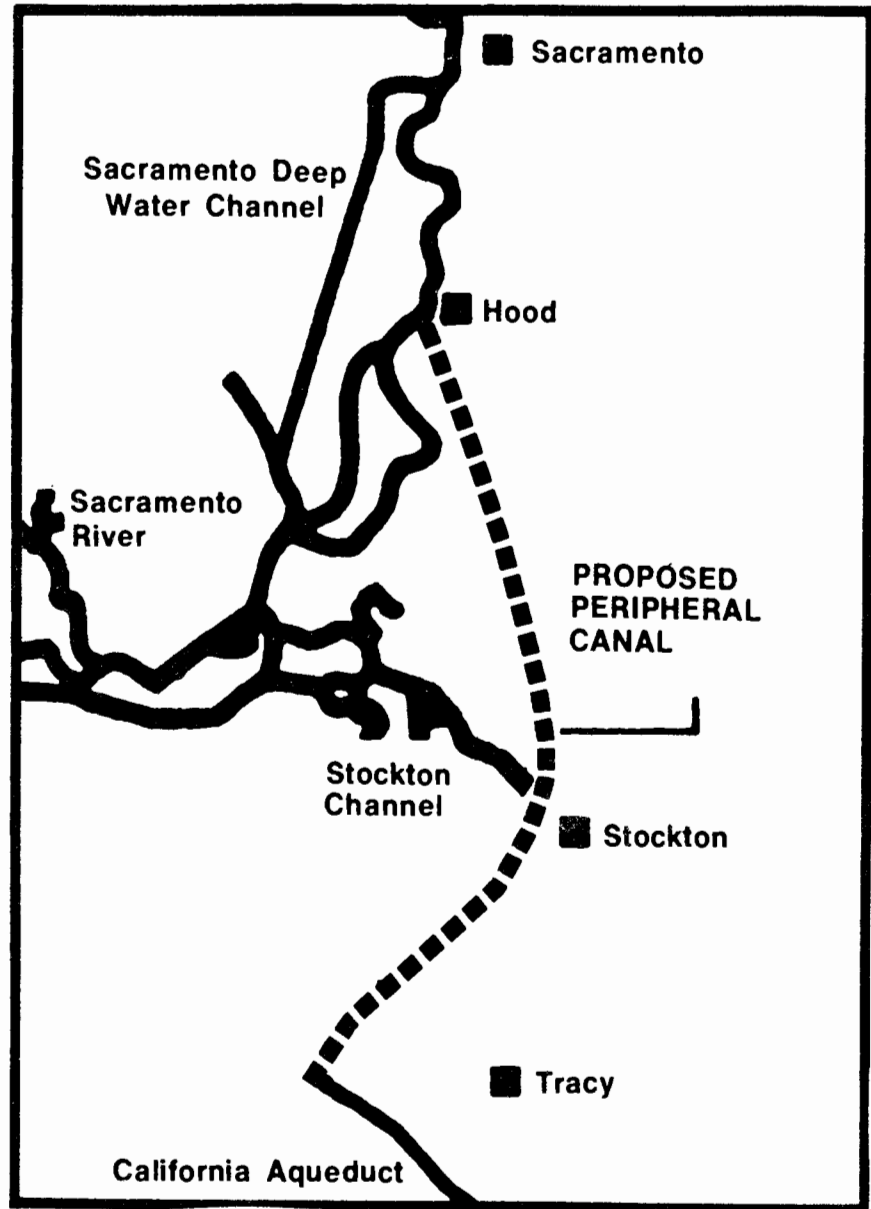 Sacramento
Sacramento Deep
Water Channel
Hood
Sacramento
River
PROPOSED
PERIPHERAL
CANAL
Stockton
Channel
Stockton
Tracy
California Aqueduct